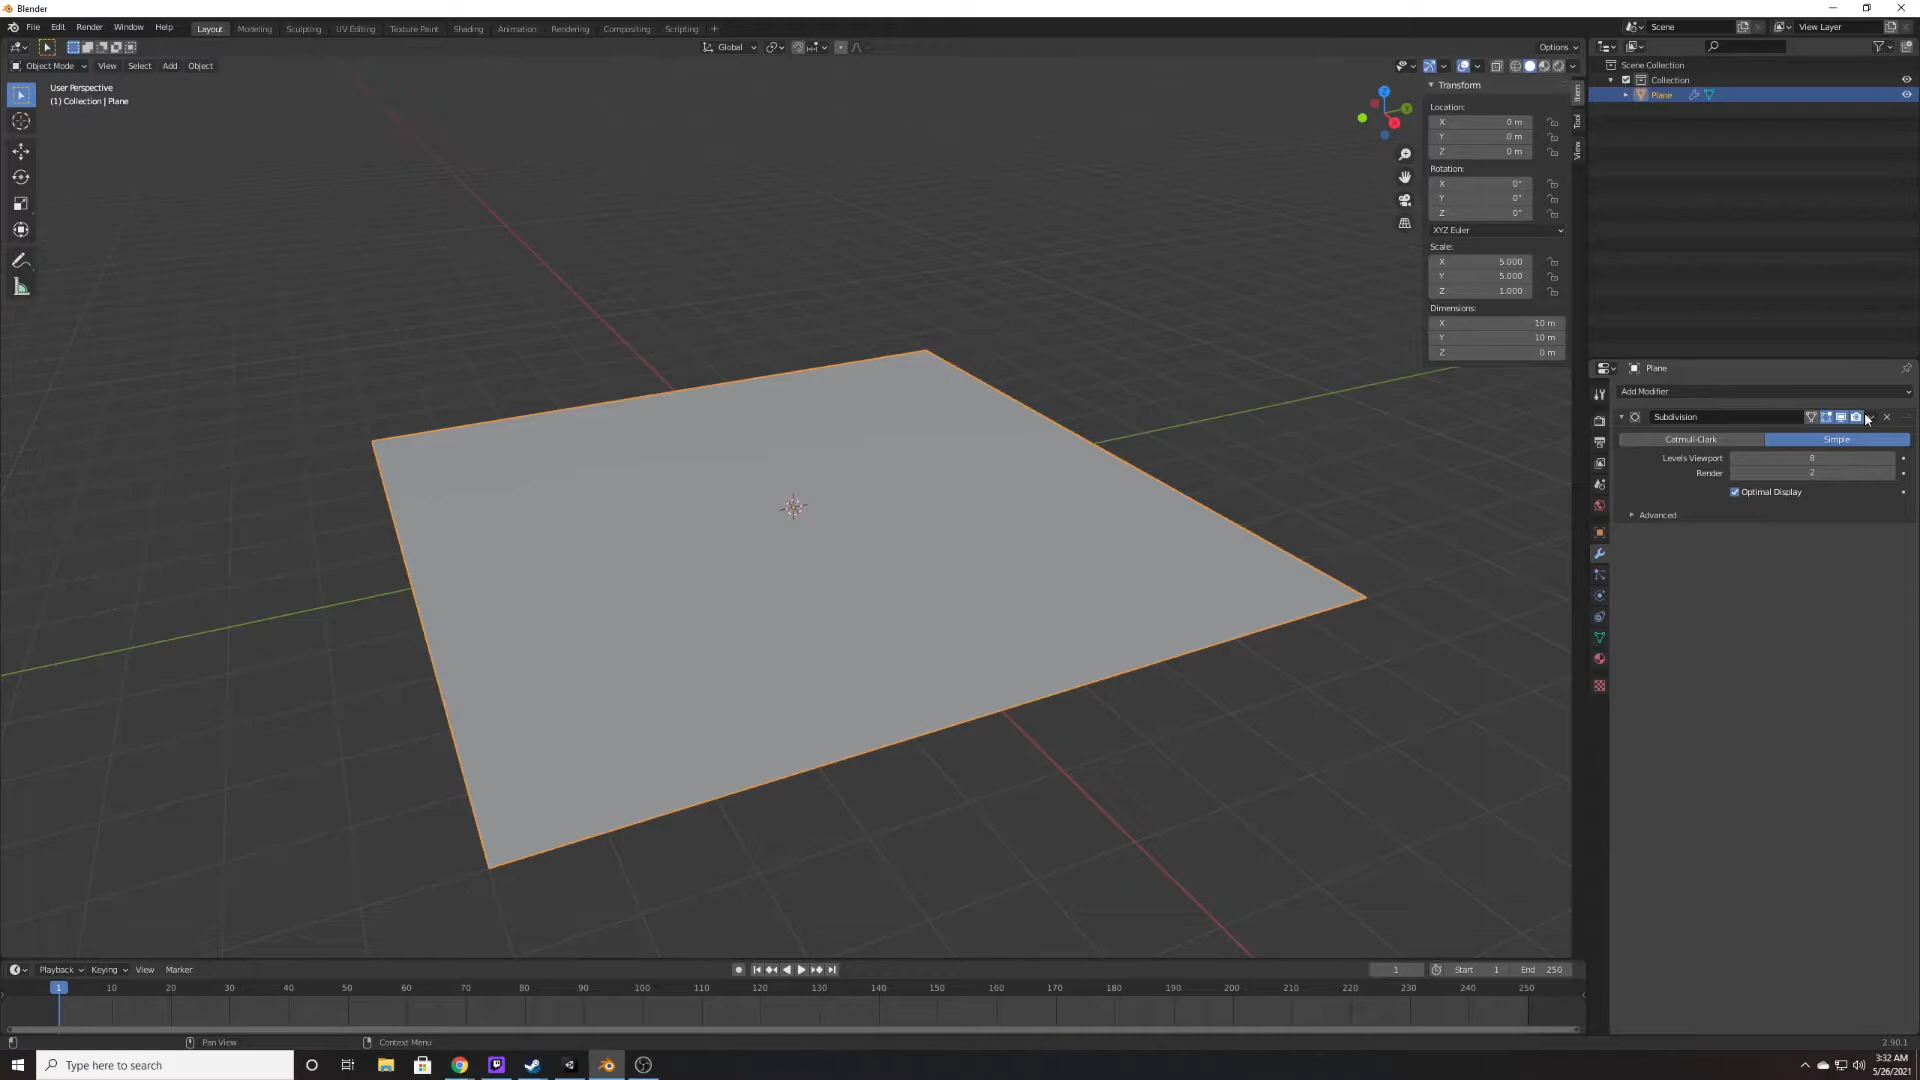 Blender
File Edit Render Window Help
Layout Modeling Sculpting UV Editing Texture Paint Shading Animation Rendering Compositing Scripting +
Scene
View Layer
Global
Options
Object Mode View Select Add Object
User Perspective
(1) Collection | Plane
Z
Y
X
Transform
Location:
X 0 m
Y 0 m
Z 0 m
Rotation:
X 0°
Y 0°
Z 0°
XYZ Euler
Scale:
X 5.000
Y 5.000
Z 1.000
Dimensions:
X 10 m
Y 10 m
Z 0 m
Item
Tool
View
Scene Collection
Collection
Plane
Plane
Add Modifier
Subdivision
Catmull-Clark Simple
Levels Viewport 8
Render 2
Optimal Display
Advanced
Playback Keying View Marker
1 Start 1 End 250
1 10 20 30 40 50 60 70 80 90 100 110 120 130 140 150 160 170 180 190 200 210 220 230 240 250
Pan View Context Menu
2.90.1
Type here to search
3:32 AM
5/26/2021